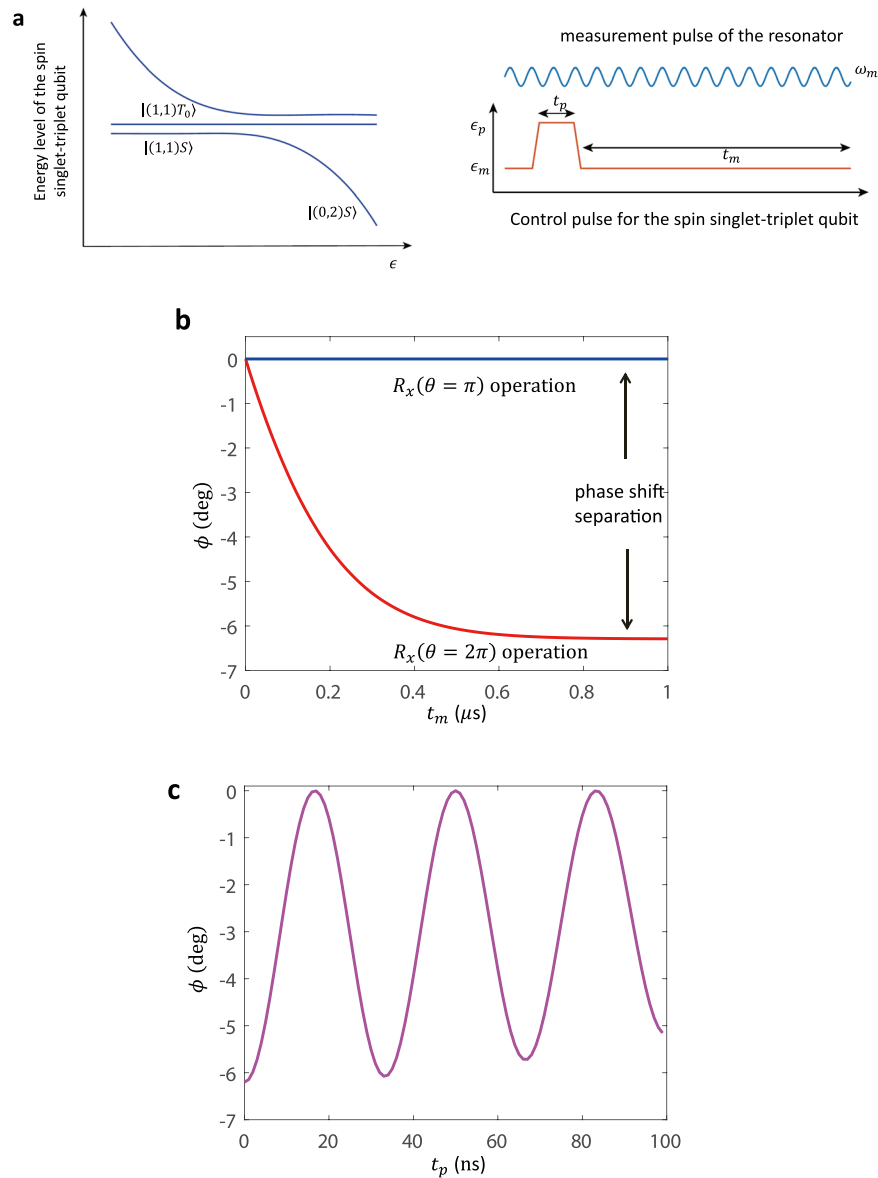 a
Energy level of the spin
singlet-triplet qubit
|(1,1)T₀⟩
|(1,1)S⟩
|(0,2)S⟩
ϵ
measurement pulse of the resonator
ωₘ
tₚ
ϵₚ
tₘ
ϵₘ
Control pulse for the spin singlet-triplet qubit
b
ϕ (deg)
0
-1
-2
-3
-4
-5
-6
-7
Rₓ(θ = π) operation
phase shift
separation
Rₓ(θ = 2π) operation
0 0.2 0.4 0.6 0.8 1
tₘ (μs)
c
ϕ (deg)
0
-1
-2
-3
-4
-5
-6
-7
0 20 40 60 80 100
tₚ (ns)